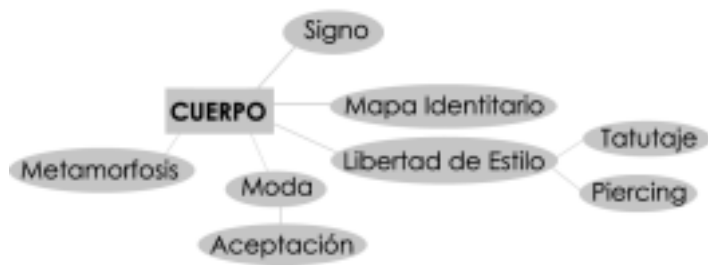 Signo
CUERPO
Mapa Identitario
Tatutaje
Libertad de Estilo
Metamorfosis
Moda
Piercing
Aceptación